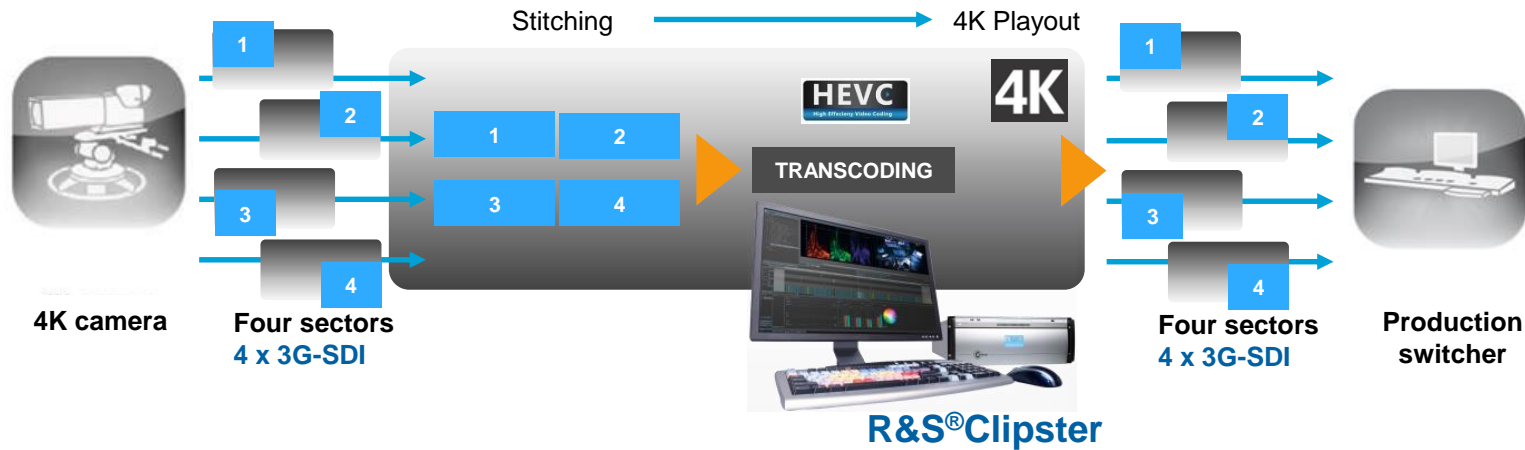 Stitching
4K Playout
1
2
3
4
1
2
3
4
HEVC
High Effecieny Video Coding
4K
TRANSCODING
1
2
3
4
4K camera
Four sectors
4 x 3G-SDI
R&S®Clipster
Four sectors
4 x 3G-SDI
Production
switcher